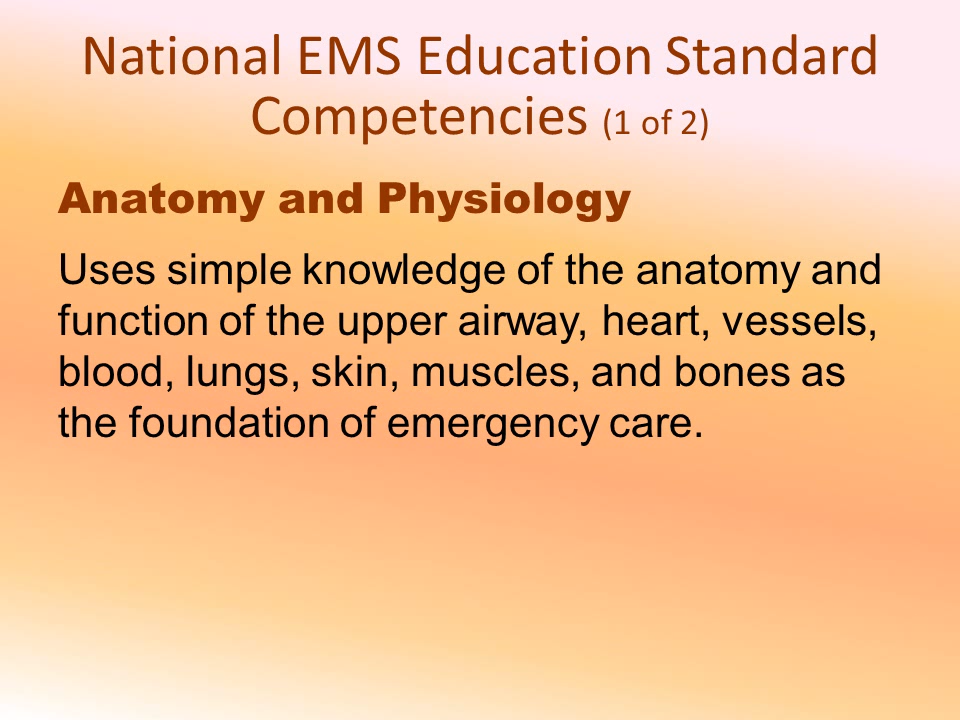 National EMS Education Standard
Competencies (1 of 2)
Anatomy and Physiology
Uses simple knowledge of the anatomy and
function of the upper airway, heart, vessels,
blood, lungs, skin, muscles, and bones as
the foundation of emergency care.